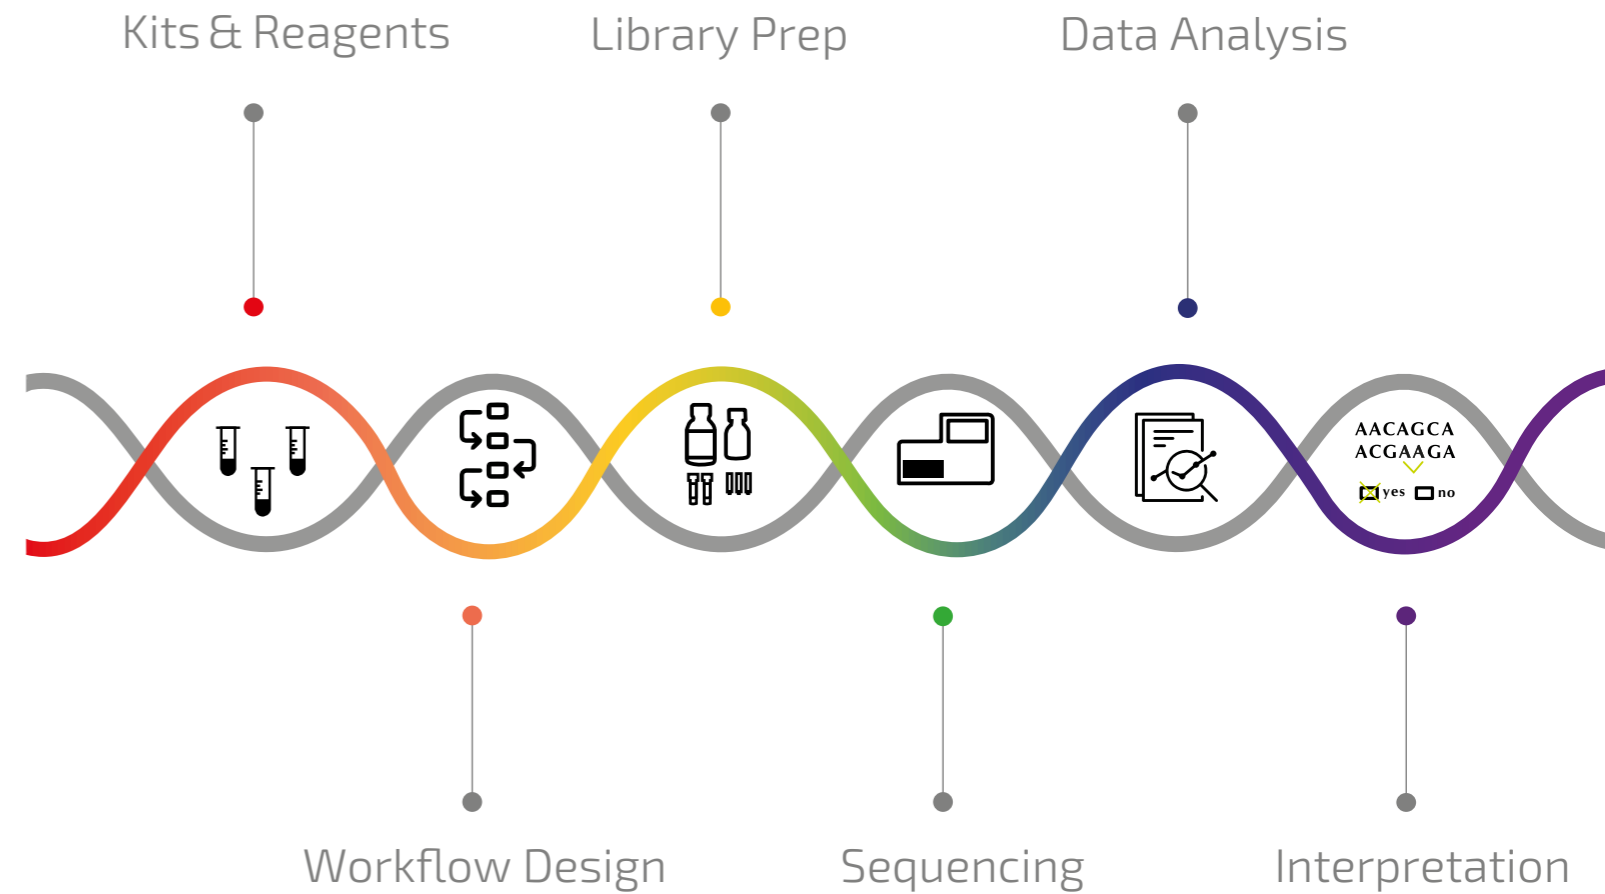 Kits & Reagents
Library Prep
Data Analysis
AACAGCA
ACGAAGA
yes
no
Workflow Design
Sequencing
Interpretation